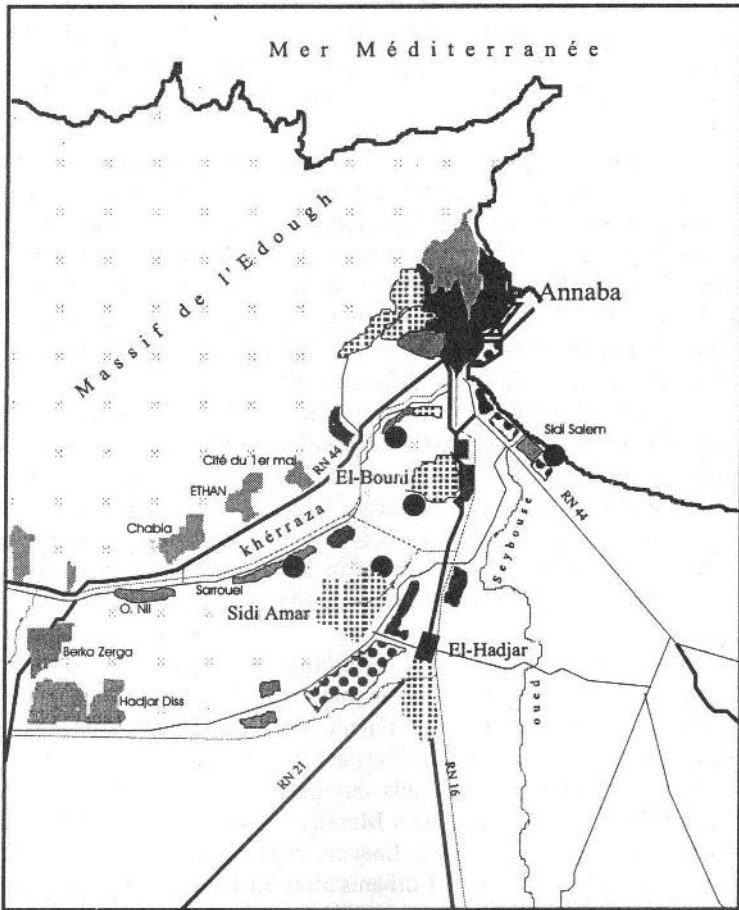 Mer Méditerranée
Massif de l'Edough
Annaba
Sidi Salem
RN 44
Cité du 1er mai
El-Bouni
ETHAN
Chabia
khérraza
RN 44
Seybouse
Sarrouel
O. Nil
Sidi Amar
Berka Zerga
El-Hadjar
Hadjar Diss
oued
RN 21
RN 16